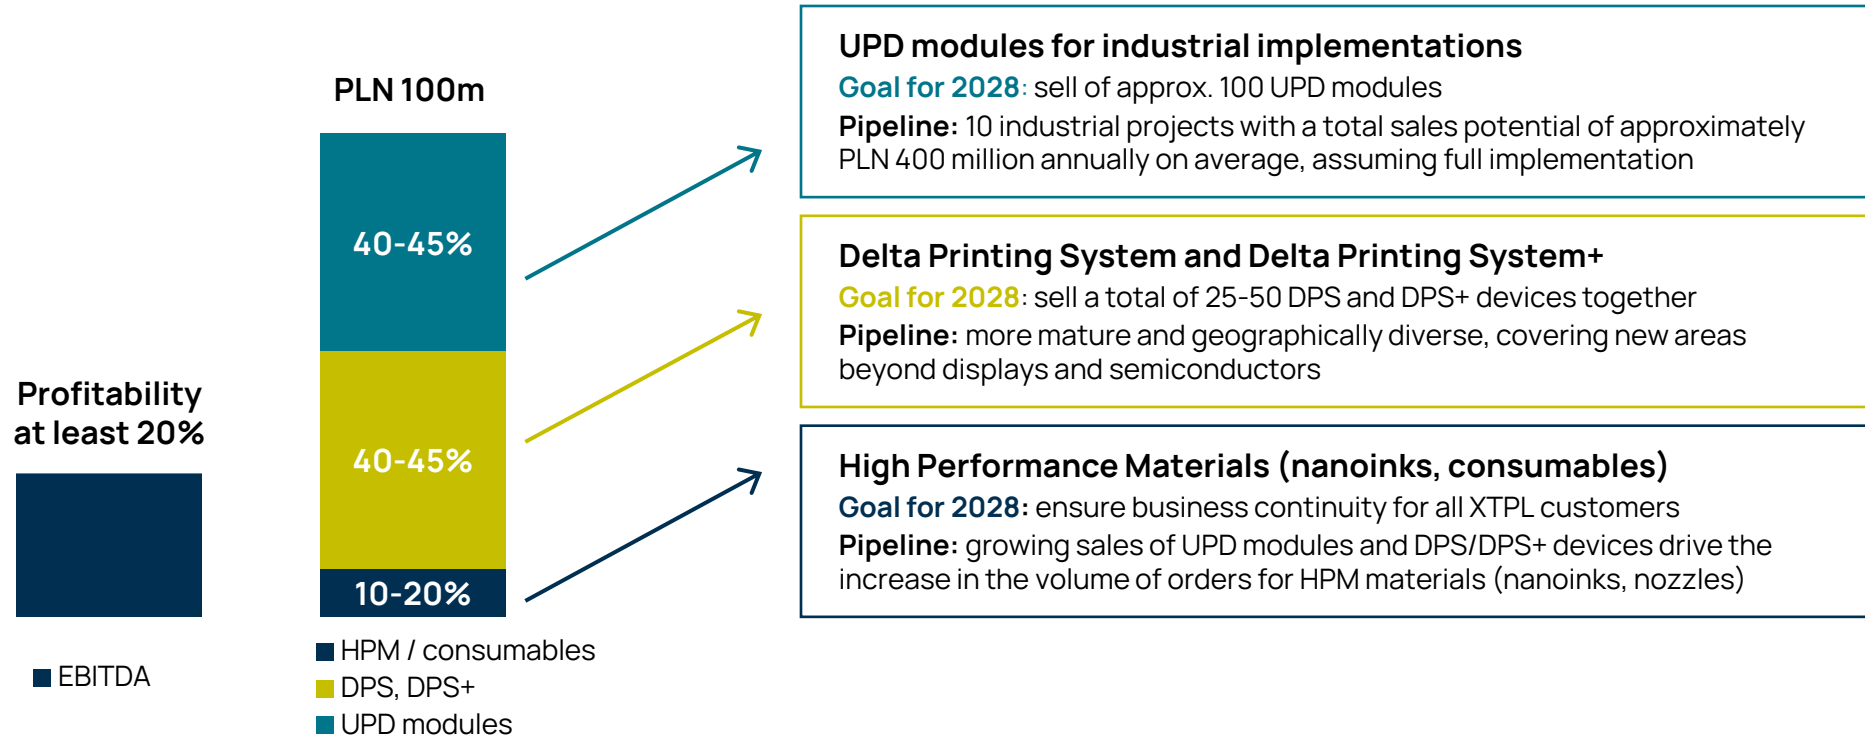 Profitability
at least 20%
EBITDA
PLN 100m
40-45%
40-45%
10-20%
HPM / consumables
DPS, DPS+
UPD modules
UPD modules for industrial implementations
Goal for 2028: sell of approx. 100 UPD modules
Pipeline: 10 industrial projects with a total sales potential of approximately
PLN 400 million annually on average, assuming full implementation
Delta Printing System and Delta Printing System+
Goal for 2028: sell a total of 25-50 DPS and DPS+ devices together
Pipeline: more mature and geographically diverse, covering new areas
beyond displays and semiconductors
High Performance Materials (nanoinks, consumables)
Goal for 2028: ensure business continuity for all XTPL customers
Pipeline: growing sales of UPD modules and DPS/DPS+ devices drive the
increase in the volume of orders for HPM materials (nanoinks, nozzles)